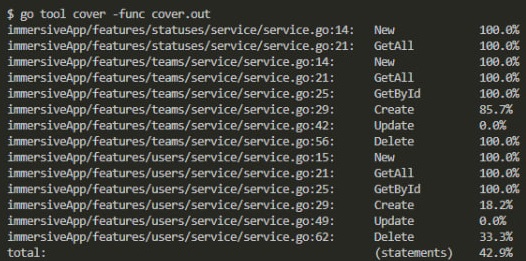 $ go tool cover -func cover.out
immersiveApp/features/statuses/service/service.go:14: New 100.0%
immersiveApp/features/statuses/service/service.go:21: GetAll 100.0%
immersiveApp/features/teams/service/service.go:14: New 100.0%
immersiveApp/features/teams/service/service.go:21: GetAll 100.0%
immersiveApp/features/teams/service/service.go:25: GetById 100.0%
immersiveApp/features/teams/service/service.go:29: Create 85.7%
immersiveApp/features/teams/service/service.go:42: Update 0.0%
immersiveApp/features/teams/service/service.go:56: Delete 100.0%
immersiveApp/features/users/service/service.go:15: New 100.0%
immersiveApp/features/users/service/service.go:21: GetAll 100.0%
immersiveApp/features/users/service/service.go:25: GetById 100.0%
immersiveApp/features/users/service/service.go:29: Create 18.2%
immersiveApp/features/users/service/service.go:49: Update 0.0%
immersiveApp/features/users/service/service.go:62: Delete 33.3%
total: (statements) 42.9%